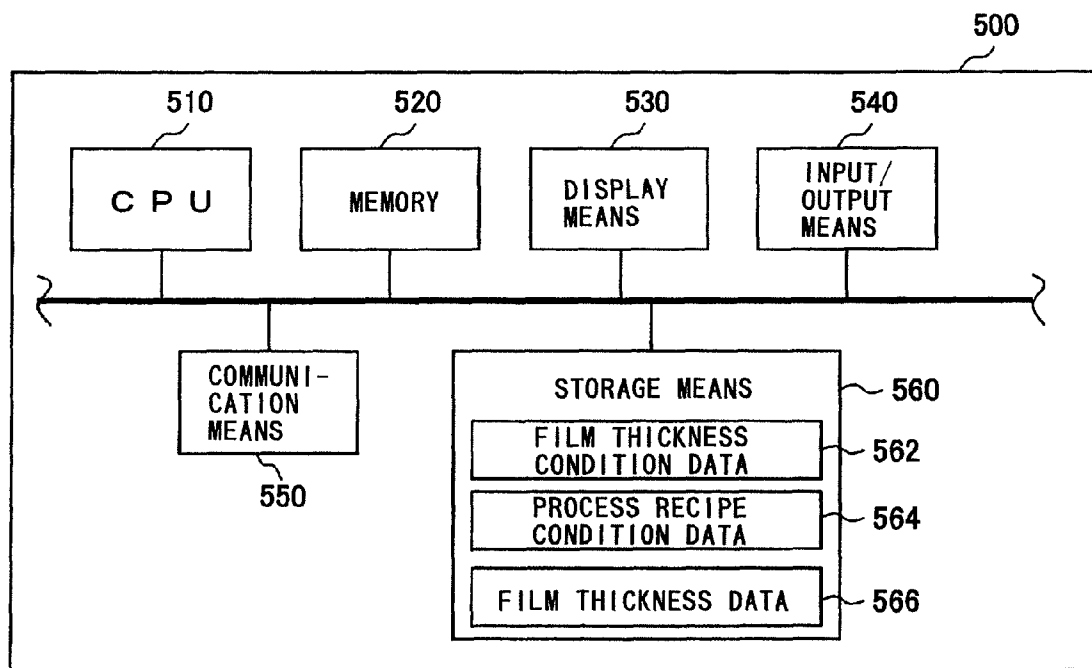 500
510
520
530
540
CPU
MEMORY
DISPLAY
MEANS
INPUT/
OUTPUT
MEANS
COMMUNI-
CATION
MEANS
550
STORAGE MEANS
560
FILM THICKNESS
CONDITION DATA
562
PROCESS RECIPE
CONDITION DATA
564
FILM THICKNESS DATA
566